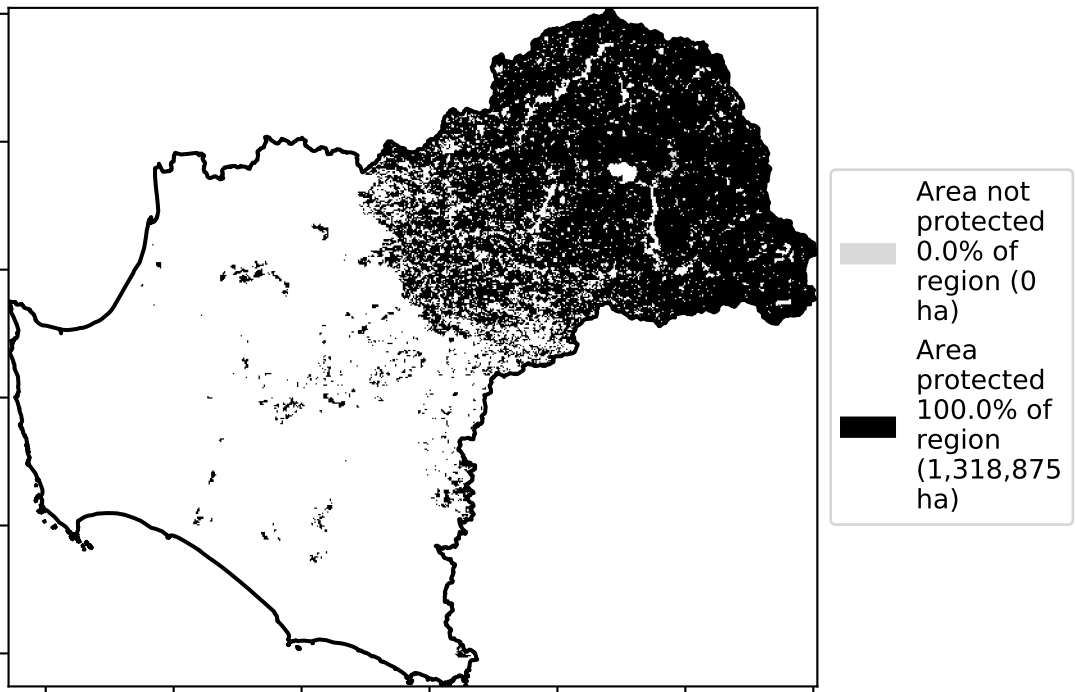 Area not
protected
0.0% of
region (0
ha)
Area
protected
100.0% of
region
(1,318,875
ha)